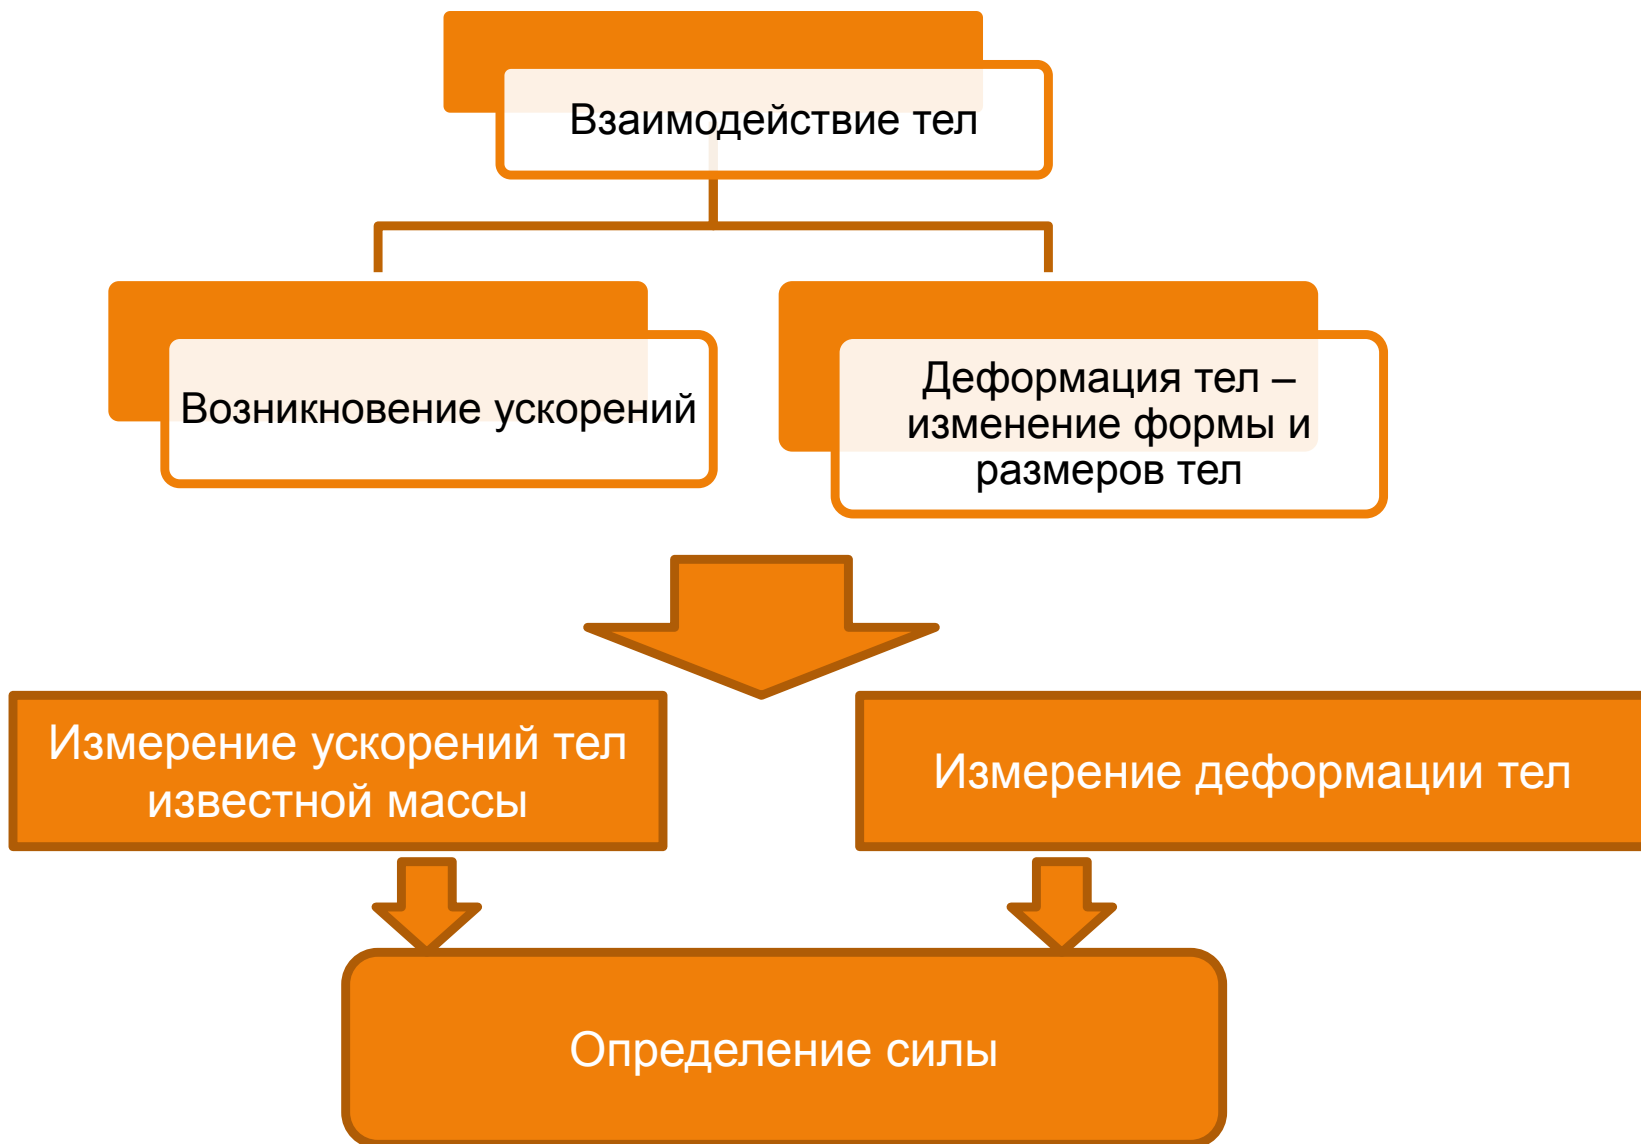 Взаимодействие тел
Возникновение ускорений
Деформация тел –
изменение формы и
размеров тел
Измерение ускорений тел
известной массы
Измерение деформации тел
Определение силы